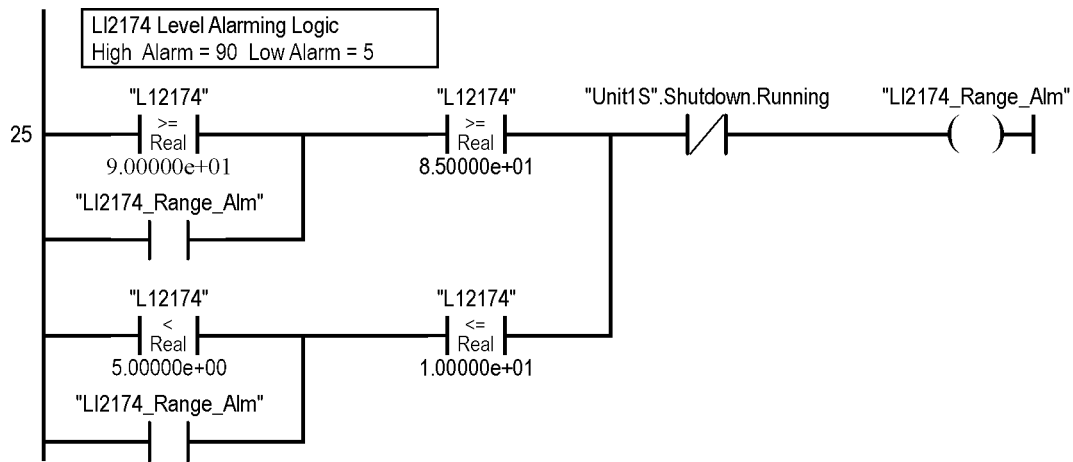 LI2174 Level Alarming Logic
High Alarm = 90 Low Alarm = 5
"L12174"
"L12174"
"Unit1S".Shutdown.Running
"LI2174_Range_Alm"
25
>=
Real
9.00000e+01
>=
Real
8.50000e+01
"LI2174_Range_Alm"
"L12174"
"L12174"
<
Real
5.00000e+00
<=
Real
1.00000e+01
"LI2174_Range_Alm"